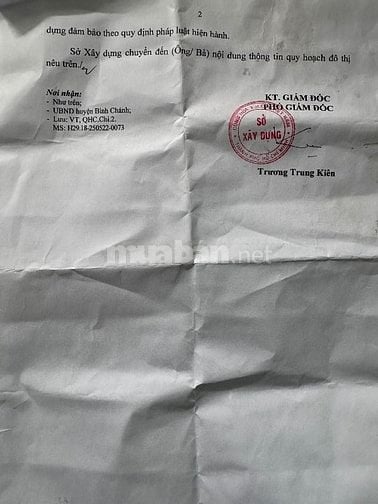 2
dụng đảm bảo theo quy định pháp luật hiện hành.
Sở Xây dựng chuyển đến (Ông/ Bà) nội dung thông tin quy hoạch đô thị
nêu trên./.
Nơi nhận:
- Như trên;
- UBND huyện Bình Chánh;
- Lưu: VT, QHC.Chi.2.
MS: H29.18-250522-0073
KT. GIÁM ĐỐC
PHÓ GIÁM ĐỐC
SỞ
XÂY DỰNG
Trương Trung Kiên
muaban.net